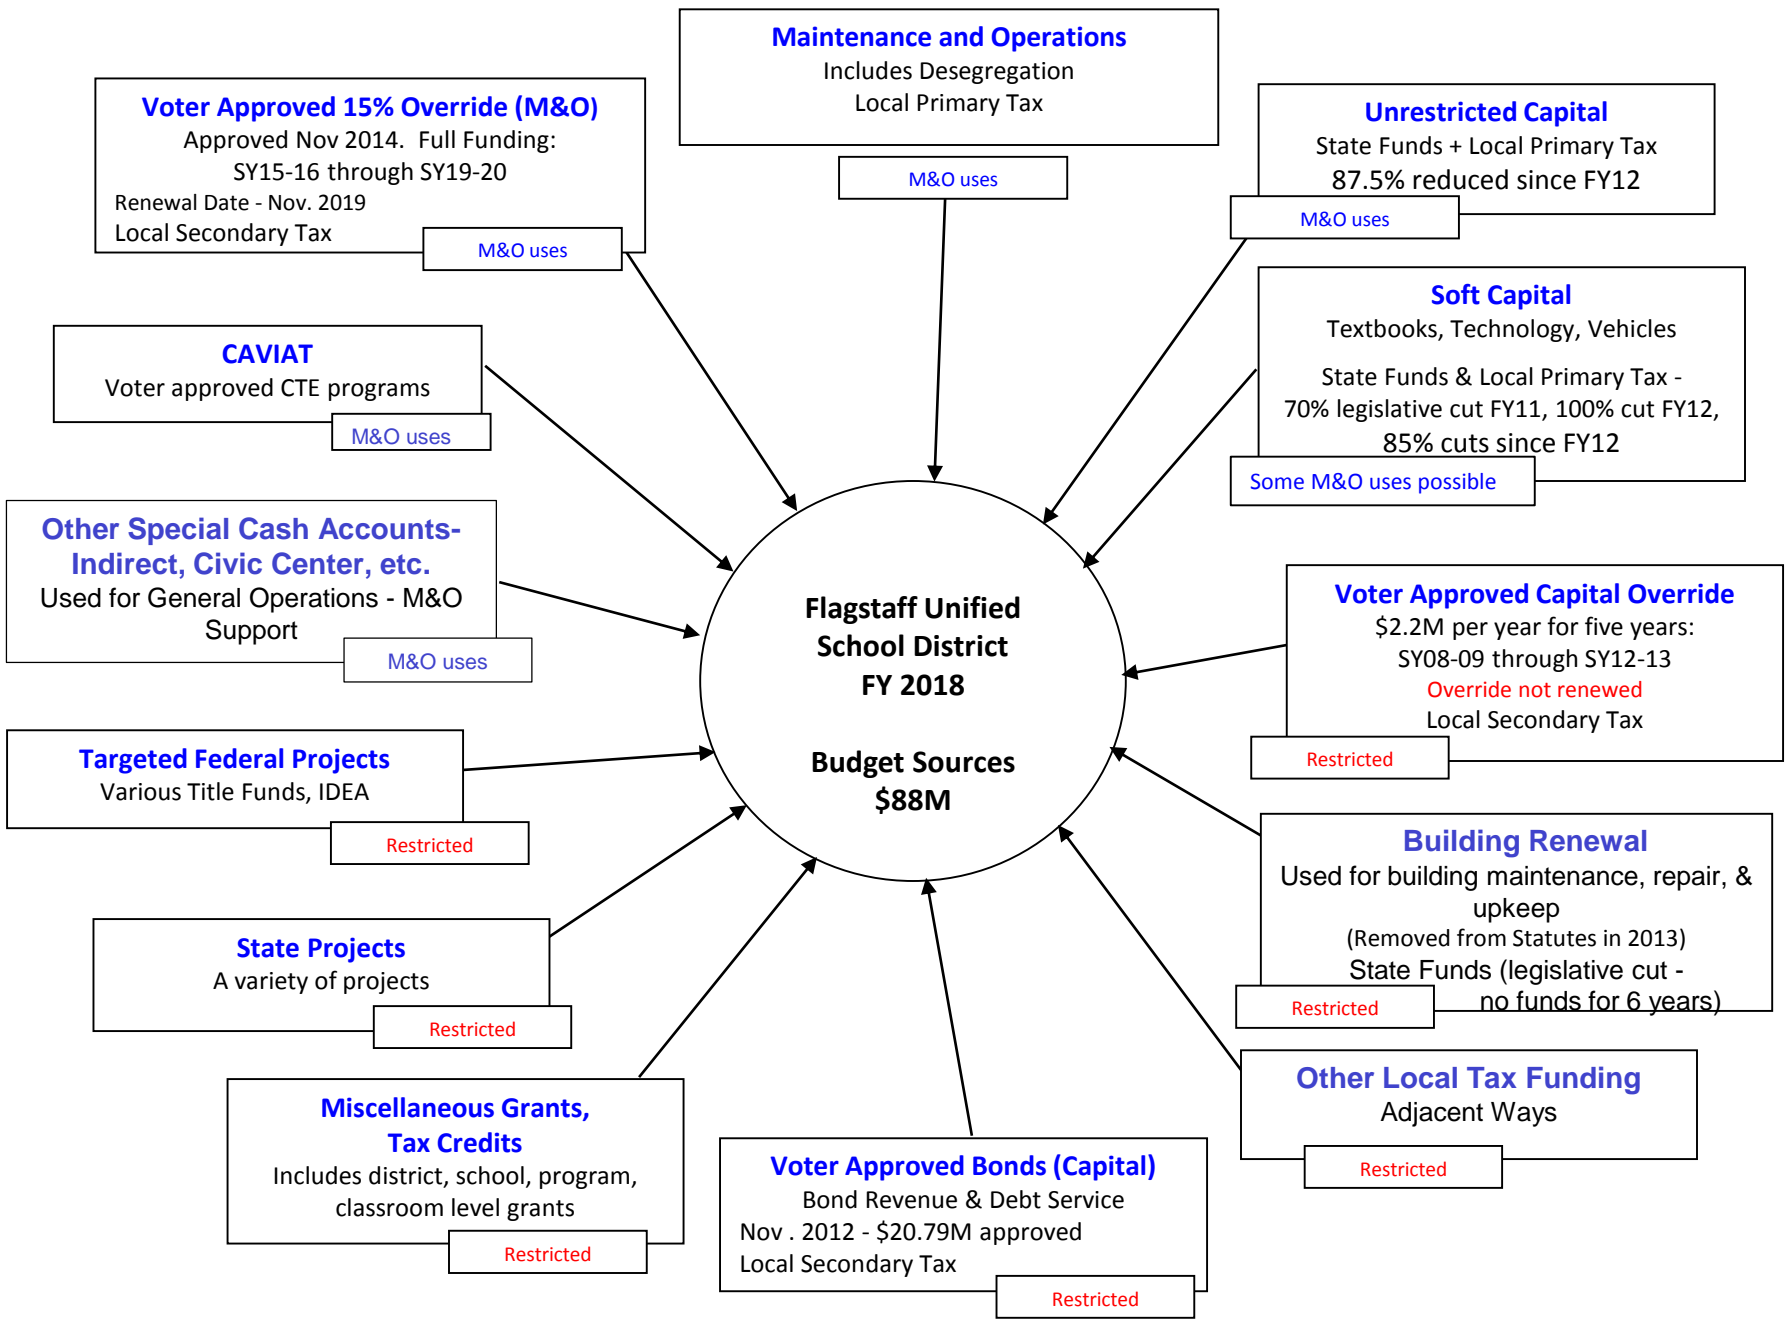 Maintenance and Operations
Includes Desegregation
Local Primary Tax
M&O uses
Voter Approved 15% Override (M&O)
Approved Nov 2014.  Full Funding:
SY15-16 through SY19-20
Renewal Date - Nov. 2019
Local Secondary Tax
M&O uses
Unrestricted Capital
State Funds + Local Primary Tax
87.5% reduced since FY12
M&O uses
Soft Capital
Textbooks, Technology, Vehicles
State Funds & Local Primary Tax -
70% legislative cut FY11, 100% cut FY12,
85% cuts since FY12
Some M&O uses possible
CAVIAT
Voter approved CTE programs
M&O uses
Other Special Cash Accounts-
Indirect, Civic Center, etc.
Used for General Operations - M&O
Support
M&O uses
Flagstaff Unified
School District
FY 2018
Budget Sources
$88M
Voter Approved Capital Override
$2.2M per year for five years:
SY08-09 through SY12-13
Override not renewed
Local Secondary Tax
Restricted
Targeted Federal Projects
Various Title Funds, IDEA
Restricted
Building Renewal
Used for building maintenance, repair, &
upkeep
(Removed from Statutes in 2013)
State Funds (legislative cut -
no funds for 6 years)
Restricted
State Projects
A variety of projects
Restricted
Other Local Tax Funding
Adjacent Ways
Restricted
Miscellaneous Grants,
Tax Credits
Includes district, school, program,
classroom level grants
Restricted
Voter Approved Bonds (Capital)
Bond Revenue & Debt Service
Nov . 2012 - $20.79M approved
Local Secondary Tax
Restricted